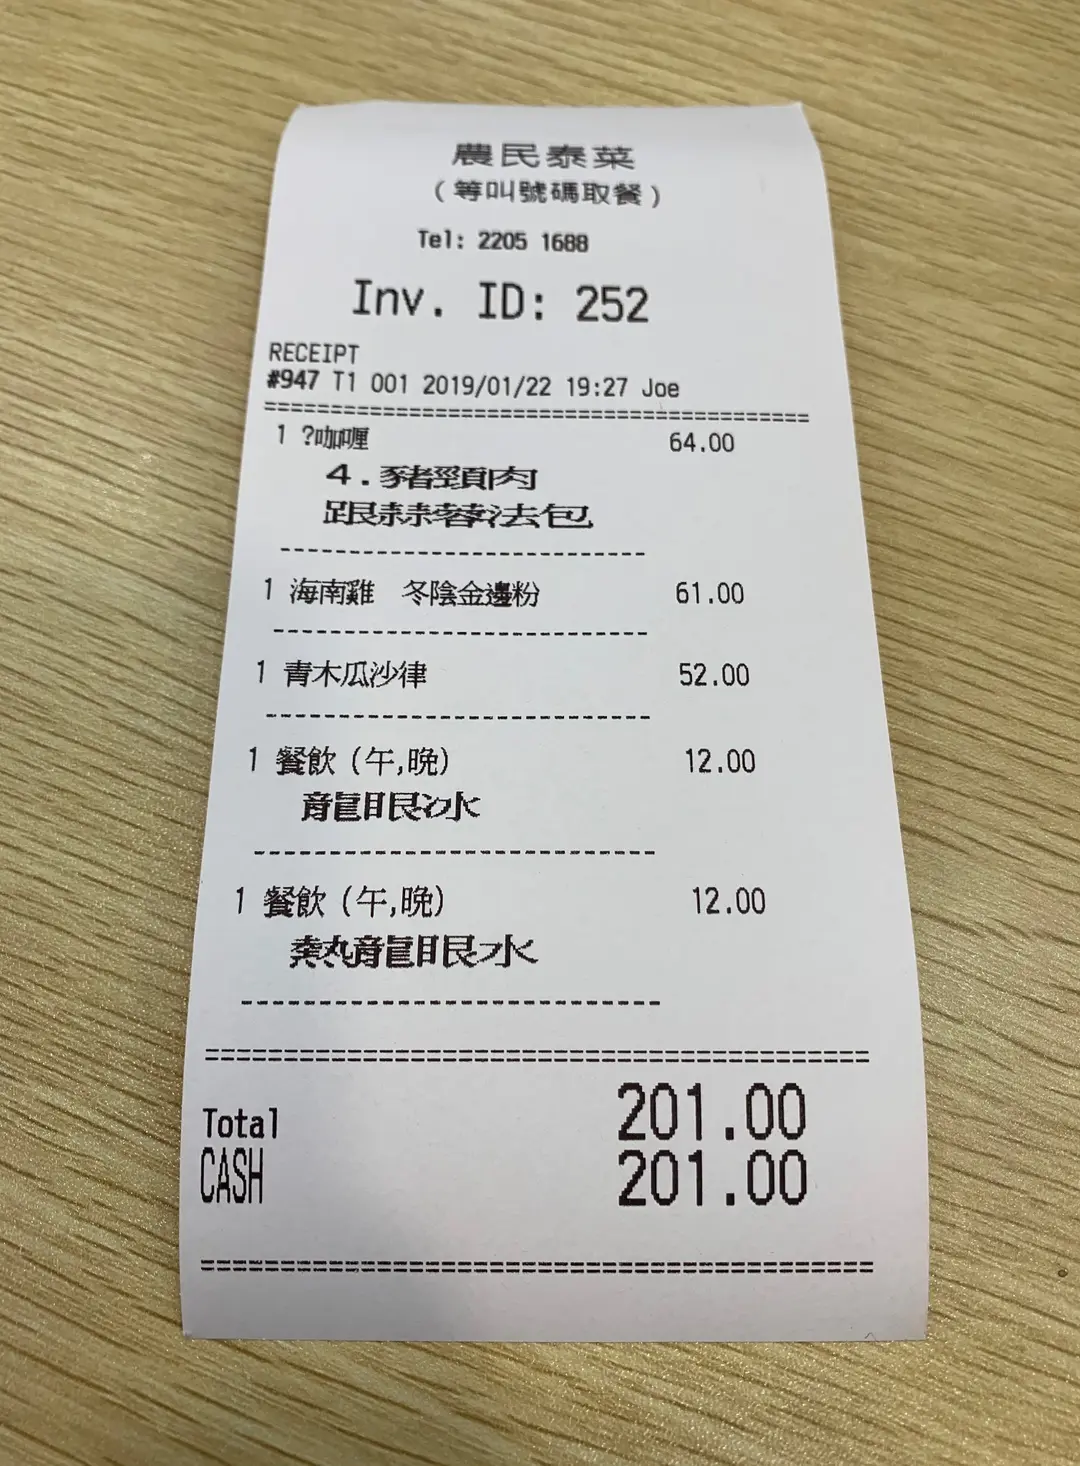 農民泰菜
(等叫號碼取餐)
Tel: 2205 1688
Inv. ID: 252
RECEIPT
#947 T1 001 2019/01/22 19:27 Joe
1 ?咖喱 64.00
4.豬頸肉
跟蒜蓉法包
1 海南雞 冬陰金邊粉 61.00
1 青木瓜沙律 52.00
1 餐飲 (午,晚) 12.00
龍眼冰
1 餐飲 (午,晚) 12.00
熱龍眼水
Total 201.00
CASH 201.00